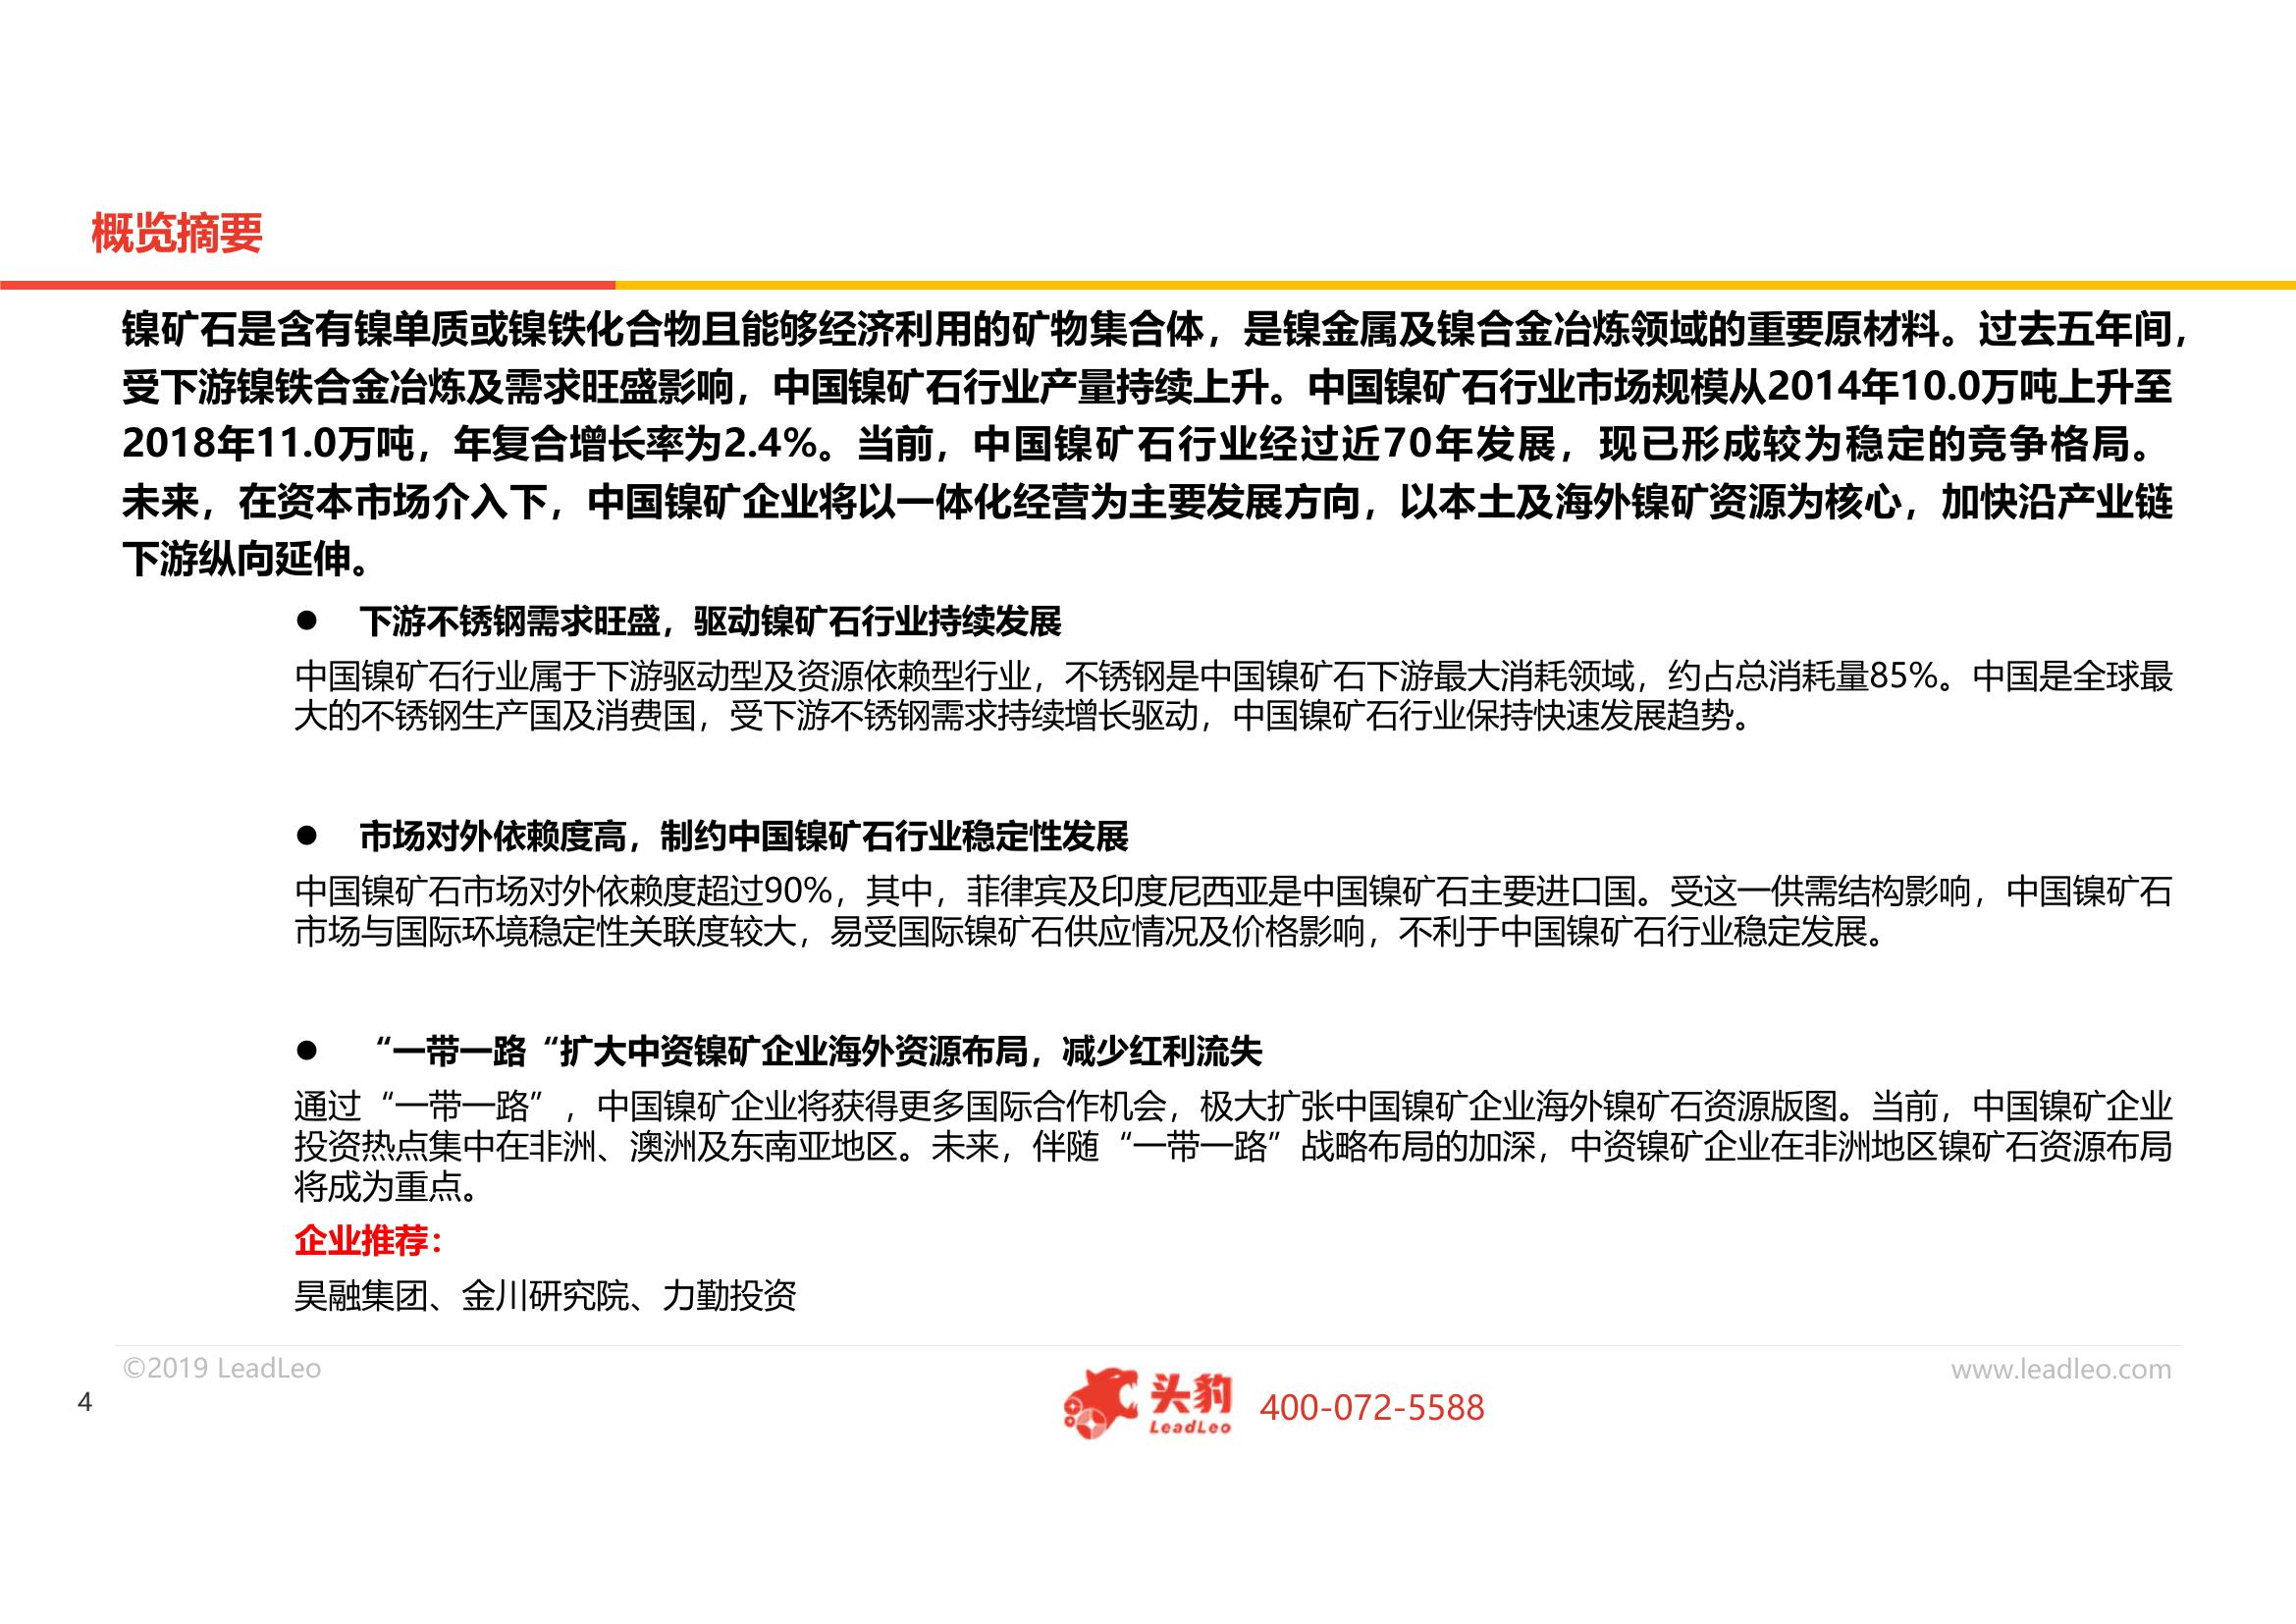 概览摘要
镍矿石是含有镍单质或镍铁化合物且能够经济利用的矿物集合体，是镍金属及镍合金冶炼领域的重要原材料。过去五年间，
受下游镍铁合金冶炼及需求旺盛影响，中国镍矿石行业产量持续上升。中国镍矿石行业市场规模从2014年10.0万吨上升至
2018年11.0万吨，年复合增长率为2.4%。当前，中国镍矿石行业经过近70年发展，现已形成较为稳定的竞争格局。
未来，在资本市场介入下，中国镍矿企业将以一体化经营为主要发展方向，以本土及海外镍矿资源为核心，加快沿产业链
下游纵向延伸。
● 下游不锈钢需求旺盛，驱动镍矿石行业持续发展
中国镍矿石行业属于下游驱动型及资源依赖型行业，不锈钢是中国镍矿石下游最大消耗领域，约占总消耗量85%。中国是全球最
大的不锈钢生产国及消费国，受下游不锈钢需求持续增长驱动，中国镍矿石行业保持快速发展趋势。
● 市场对外依赖度高，制约中国镍矿石行业稳定性发展
中国镍矿石市场对外依赖度超过90%，其中，菲律宾及印度尼西亚是中国镍矿石主要进口国。受这一供需结构影响，中国镍矿石
市场与国际环境稳定性关联度较大，易受国际镍矿石供应情况及价格影响，不利于中国镍矿石行业稳定发展。
● “一带一路“扩大中资镍矿企业海外资源布局，减少红利流失
通过“一带一路”，中国镍矿企业将获得更多国际合作机会，极大扩张中国镍矿企业海外镍矿石资源版图。当前，中国镍矿企业
投资热点集中在非洲、澳洲及东南亚地区。未来，伴随“一带一路”战略布局的加深，中资镍矿企业在非洲地区镍矿石资源布局
将成为重点。
企业推荐：
昊融集团、金川研究院、力勤投资
©2019 LeadLeo
www.leadleo.com
4
头豹
LeadLeo
400-072-5588